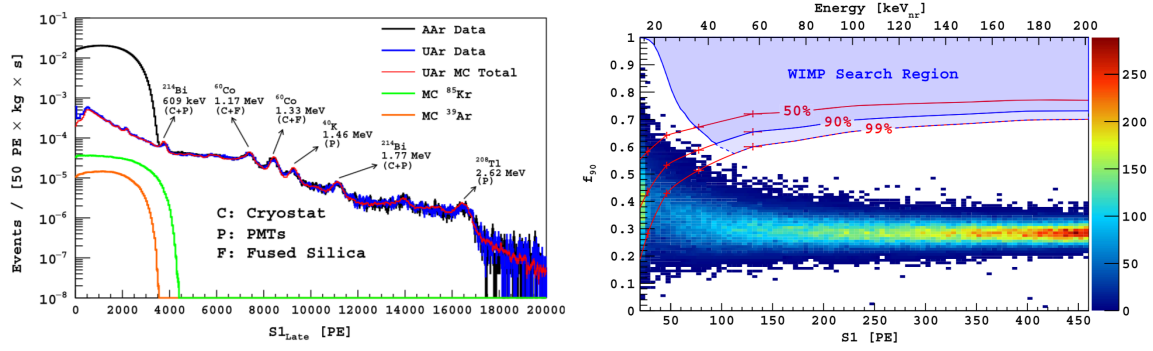 Events / [50 PE × kg × s]
10⁻¹
10⁻²
10⁻³
10⁻⁴
10⁻⁵
10⁻⁶
10⁻⁷
10⁻⁸
AAr Data
UAr Data
UAr MC Total
MC ⁸⁵Kr
MC ³⁹Ar
²¹⁴Bi
609 keV
(C+P)
⁶⁰Co
1.17 MeV
(C+F)
⁶⁰Co
1.33 MeV
(C+F)
⁴⁰K
1.46 MeV
(P)
²¹⁴Bi
1.77 MeV
(C+P)
²⁰⁸Tl
2.62 MeV
(P)
C: Cryostat
P: PMTs
F: Fused Silica
0 2000 4000 6000 8000 10000 12000 14000 16000 18000 20000
S1Late [PE]
Energy [keVnr]
20 40 60 80 100 120 140 160 180 200
f₉₀
1
0.9
0.8
0.7
0.6
0.5
0.4
0.3
0.2
0.1
0
WIMP Search Region
50%
90%
99%
50 100 150 200 250 300 350 400 450
S1 [PE]
250
200
150
100
50
0